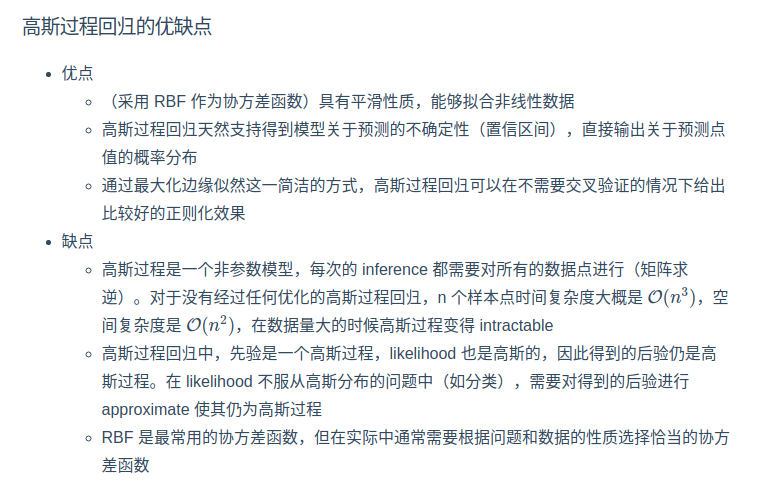 高斯过程回归的优缺点
• 优点
◦ （采用 RBF 作为协方差函数）具有平滑性质，能够拟合非线性数据
◦ 高斯过程回归天然支持得到模型关于预测的不确定性（置信区间），直接输出关于预测点
值的概率分布
◦ 通过最大化边缘似然这一简洁的方式，高斯过程回归可以在不需要交叉验证的情况下给出
比较好的正则化效果
• 缺点
◦ 高斯过程是一个非参数模型，每次的 inference 都需要对所有的数据点进行（矩阵求
逆）。对于没有经过任何优化的高斯过程回归，n 个样本点时间复杂度大概是 𝒪(n³)，空
间复杂度是 𝒪(n²)，在数据量大的时候高斯过程变得 intractable
◦ 高斯过程回归中，先验是一个高斯过程，likelihood 也是高斯的，因此得到的后验仍是高
斯过程。在 likelihood 不服从高斯分布的问题中（如分类），需要对得到的后验进行
approximate 使其仍为高斯过程
◦ RBF 是最常用的协方差函数，但在实际中通常需要根据问题和数据的性质选择恰当的协方
差函数